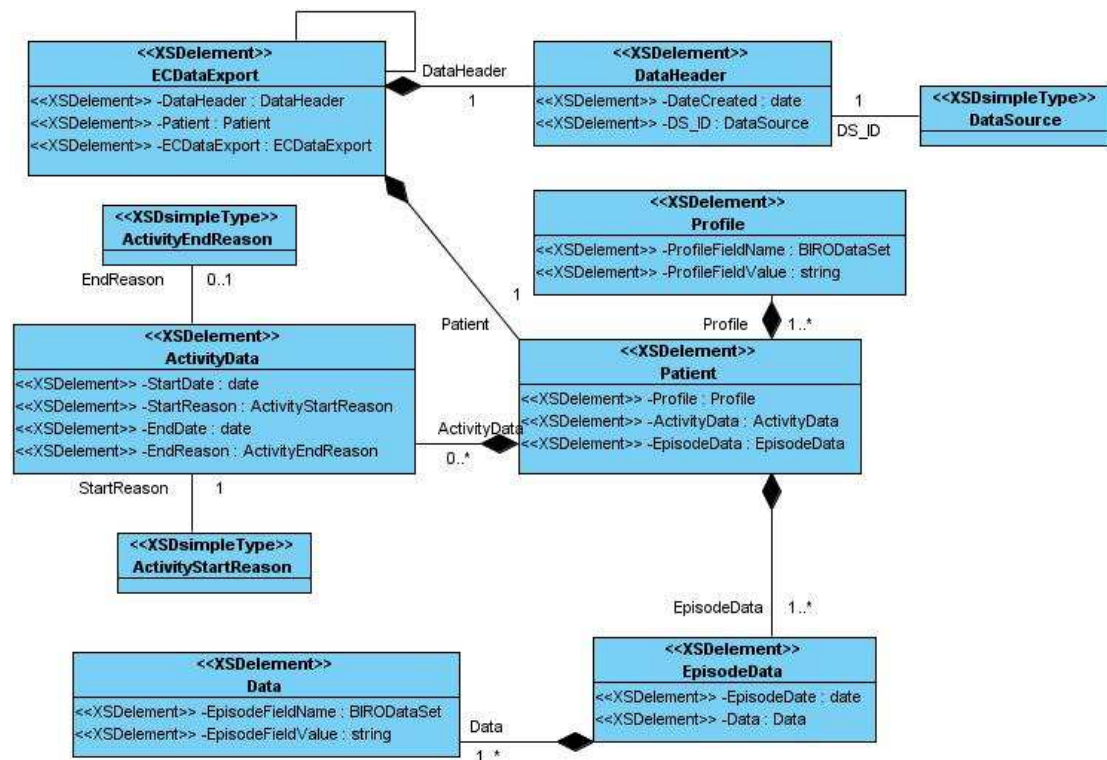 <<XSDelement>>
ECDataExport
<<XSDelement>> -DataHeader : DataHeader
<<XSDelement>> -Patient : Patient
<<XSDelement>> -ECDataExport : ECDataExport
DataHeader
1
<<XSDelement>>
DataHeader
<<XSDelement>> -DateCreated : date
<<XSDelement>> -DS_ID : DataSource
1
DS_ID
<<XSDsimpleType>>
DataSource
<<XSDsimpleType>>
ActivityEndReason
EndReason
0..1
<<XSDelement>>
Profile
<<XSDelement>> -ProfileFieldName : BIRODataSet
<<XSDelement>> -ProfileFieldValue : string
1
Patient
Profile
1..*
<<XSDelement>>
ActivityData
<<XSDelement>> -StartDate : date
<<XSDelement>> -StartReason : ActivityStartReason
<<XSDelement>> -EndDate : date
<<XSDelement>> -EndReason : ActivityEndReason
ActivityData
0..*
<<XSDelement>>
Patient
<<XSDelement>> -Profile : Profile
<<XSDelement>> -ActivityData : ActivityData
<<XSDelement>> -EpisodeData : EpisodeData
StartReason
1
<<XSDsimpleType>>
ActivityStartReason
EpisodeData
1..*
<<XSDelement>>
Data
<<XSDelement>> -EpisodeFieldName : BIRODataSet
<<XSDelement>> -EpisodeFieldValue : string
Data
1..*
<<XSDelement>>
EpisodeData
<<XSDelement>> -EpisodeDate : date
<<XSDelement>> -Data : Data